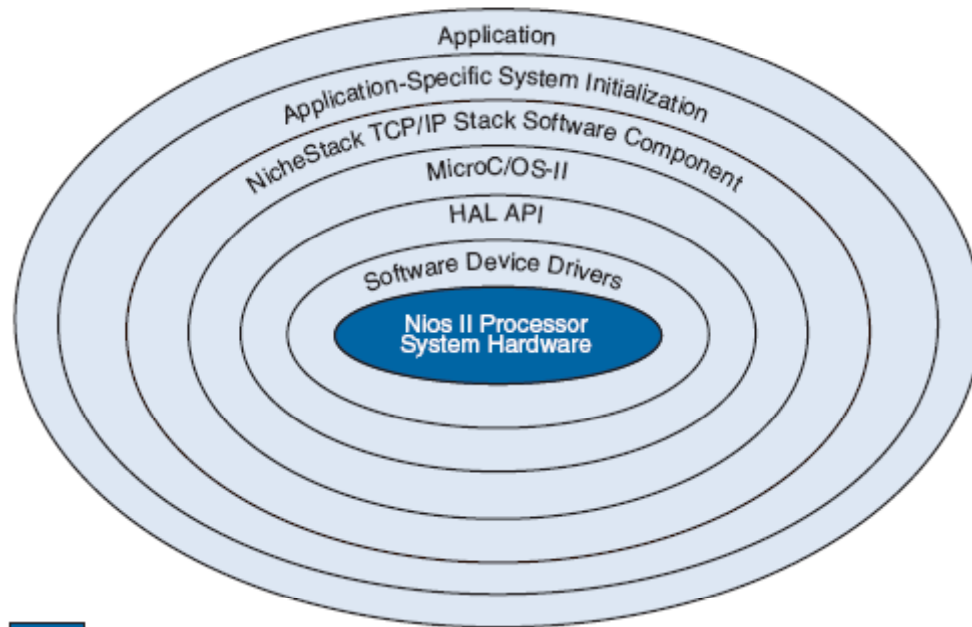 Application
Application-Specific System Initialization
NicheStack TCP/IP Stack Software Component
MicroC/OS-II
HAL API
Software Device Drivers
Nios II Processor
System Hardware